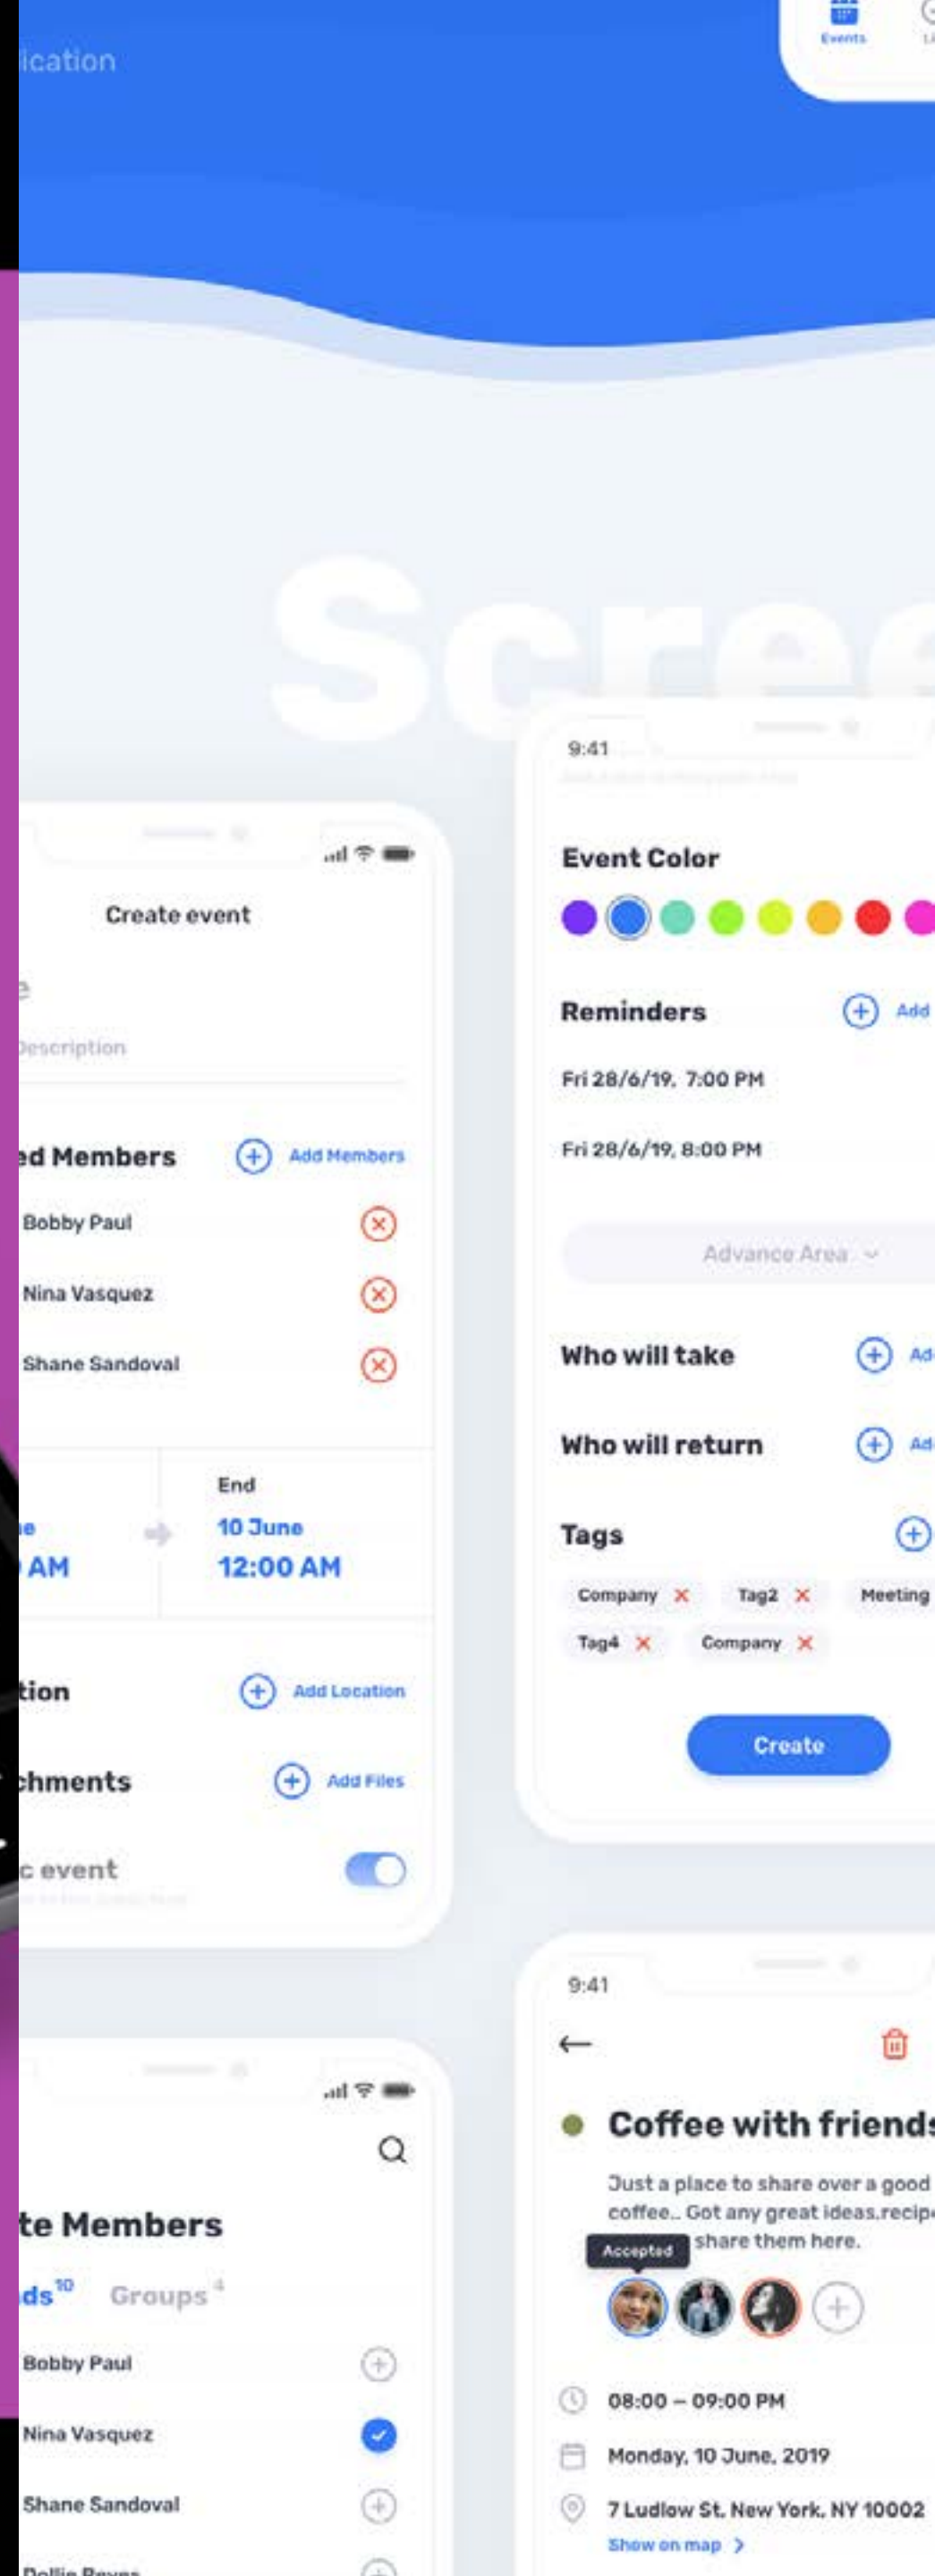 ication
Events
Scree
Create event
e
Description
ed Members
Add Members
Bobby Paul
Nina Vasquez
Shane Sandoval
End
10 June
AM
12:00 AM
tion
Add Location
chments
Add Files
c event
te Members
ds 10
Groups 4
Bobby Paul
Nina Vasquez
Shane Sandoval
9:41
Event Color
Reminders
Add
Fri 28/6/19, 7:00 PM
Fri 28/6/19, 8:00 PM
Advance Area
Who will take
Ad
Who will return
Ad
Tags
Company
Tag2
Meeting
Tag4
Company
Create
9:41
Coffee with friends
Just a place to share over a good
coffee.. Got any great ideas,recip
share them here.
Accepted
08:00 – 09:00 PM
Monday, 10 June, 2019
7 Ludlow St, New York, NY 10002
Show on map